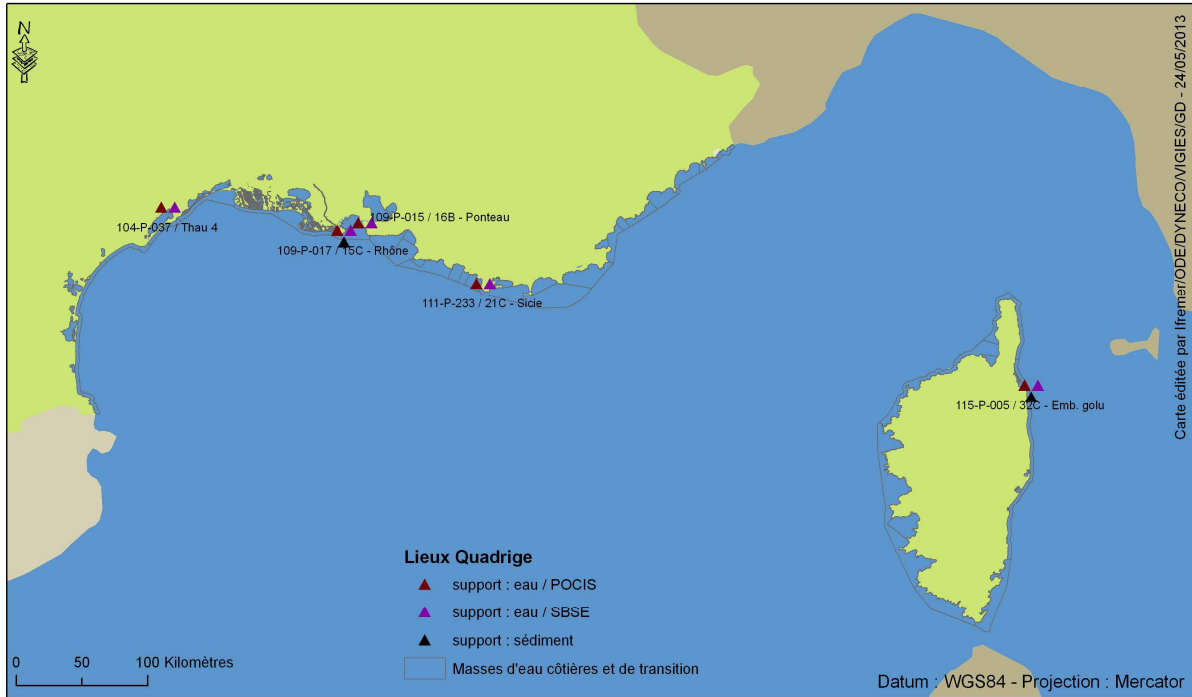 N
Carte éditée par Ifremer/ODE/DYNECO/VIGIES/GD - 24/05/2013
104-P-037 / Thau 4
109-P-015 / 16B - Ponteau
109-P-017 / 15C - Rhône
111-P-233 / 21C - Sicie
115-P-005 / 32C - Emb. golu
Lieux Quadrige
support : eau / POCIS
support : eau / SBSE
support : sédiment
Masses d'eau côtières et de transition
0 50 100 Kilomètres
Datum : WGS84 - Projection : Mercator